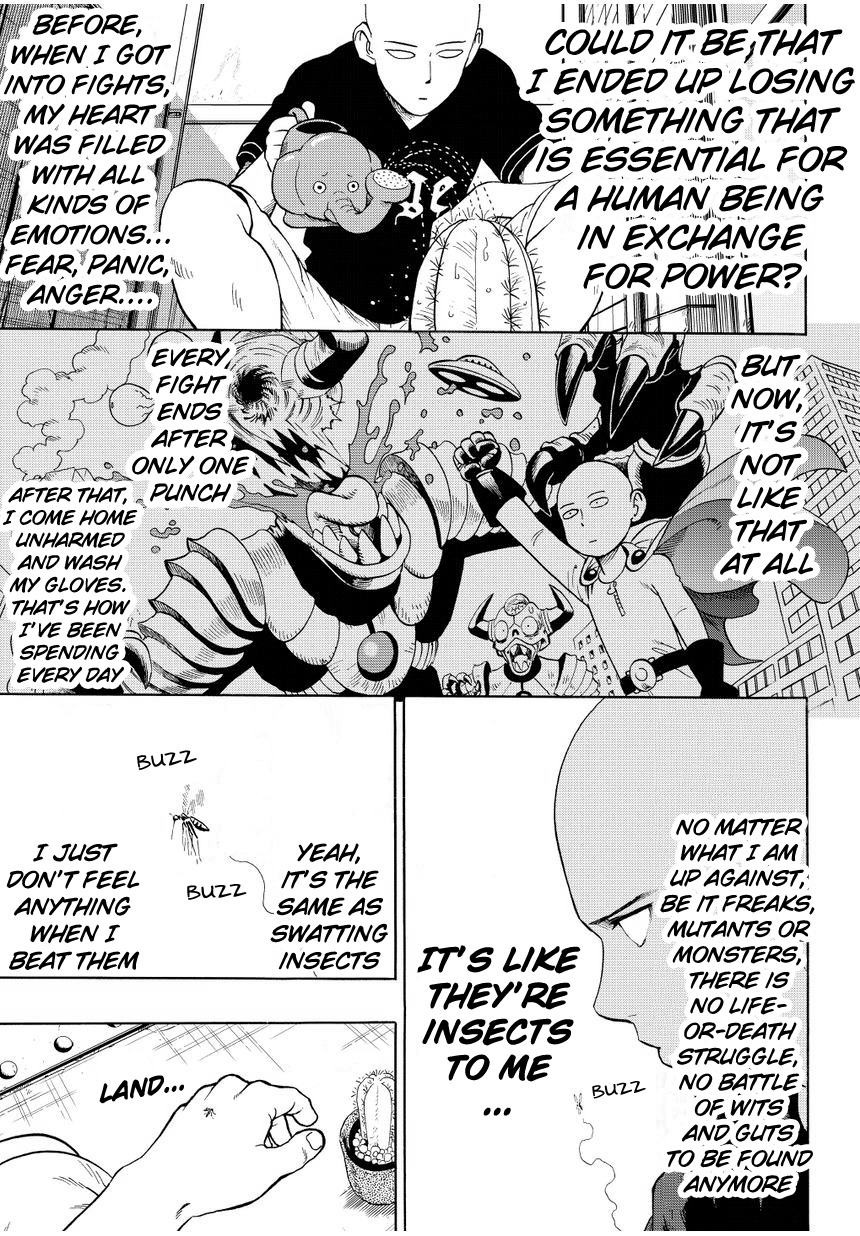 COULD IT BE THAT
I ENDED UP LOSING
SOMETHING THAT
IS ESSENTIAL FOR
A HUMAN BEING
IN EXCHANGE
FOR POWER?
BEFORE,
WHEN I GOT
INTO FIGHTS,
MY HEART
WAS FILLED
WITH ALL
KINDS OF
EMOTIONS...
FEAR, PANIC,
ANGER....
BUT
NOW,
IT'S
NOT
LIKE
THAT
AT ALL
EVERY
FIGHT
ENDS
AFTER
ONLY ONE
PUNCH
AFTER THAT,
I COME HOME
UNHARMED
AND WASH
MY GLOVES.
THAT'S HOW
I'VE BEEN
SPENDING
EVERY DAY
NO MATTER
WHAT I AM
UP AGAINST,
BE IT FREAKS,
MUTANTS OR
MONSTERS,
THERE IS
NO LIFE-
OR-DEATH
STRUGGLE,
NO BATTLE
OF WITS
AND GUTS
TO BE FOUND
ANYMORE
IT'S LIKE
THEY'RE
INSECTS
TO ME
...
BUZZ
BUZZ
BUZZ
YEAH,
IT'S THE
SAME AS
SWATTING
INSECTS
I JUST
DON'T FEEL
ANYTHING
WHEN I
BEAT THEM
LAND...